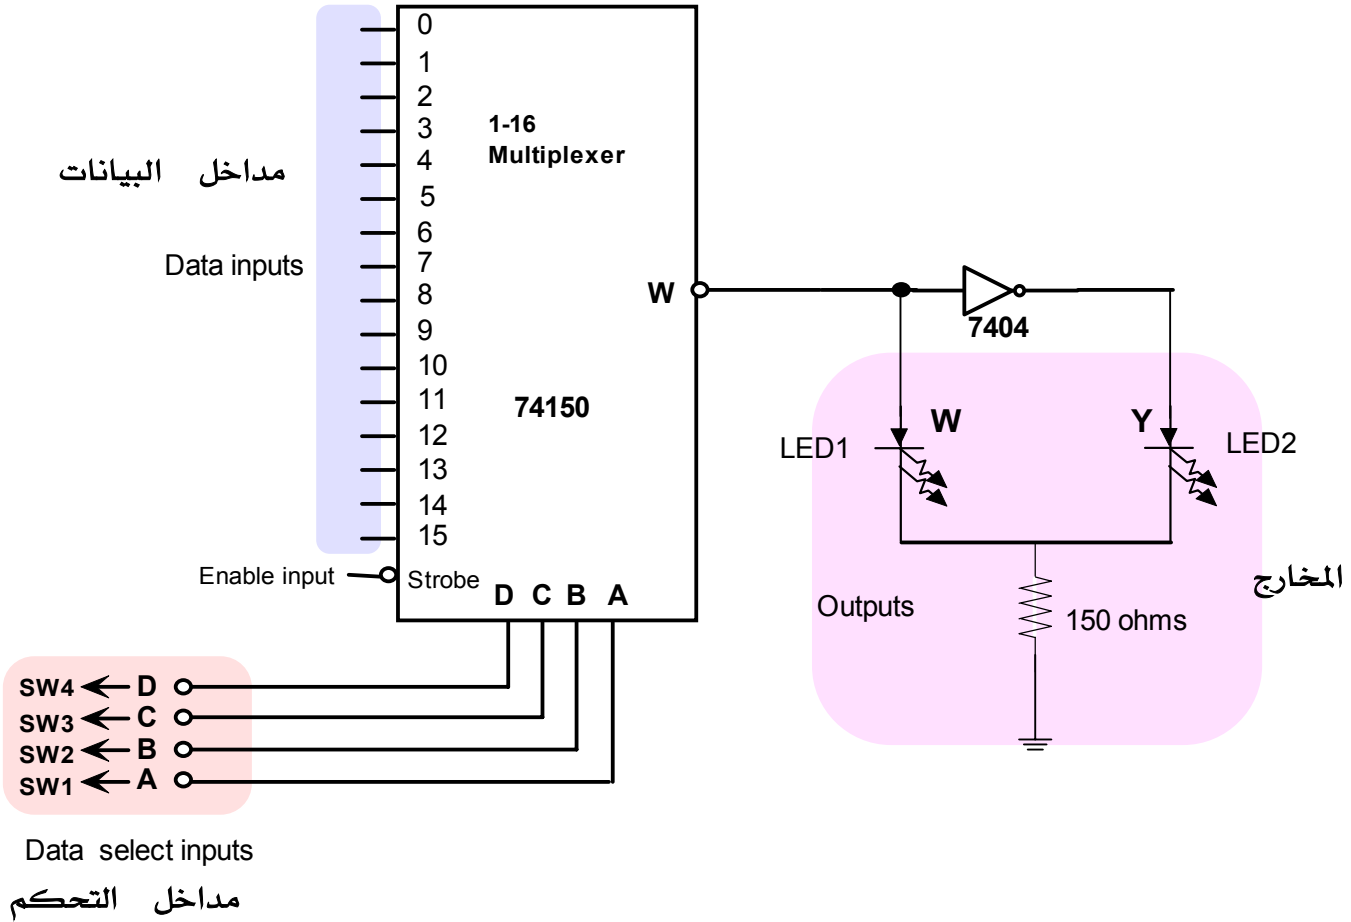 0
1
2
3
4
5
6
7
8
9
10
11
12
13
14
15
1-16
Multiplexer
74150
W
مداخل البيانات
Data inputs
Enable input
Strobe
D C B A
7404
W
Y
LED1
LED2
Outputs
150 ohms
المخارج
SW4 D
SW3 C
SW2 B
SW1 A
Data select inputs
مداخل التحكم